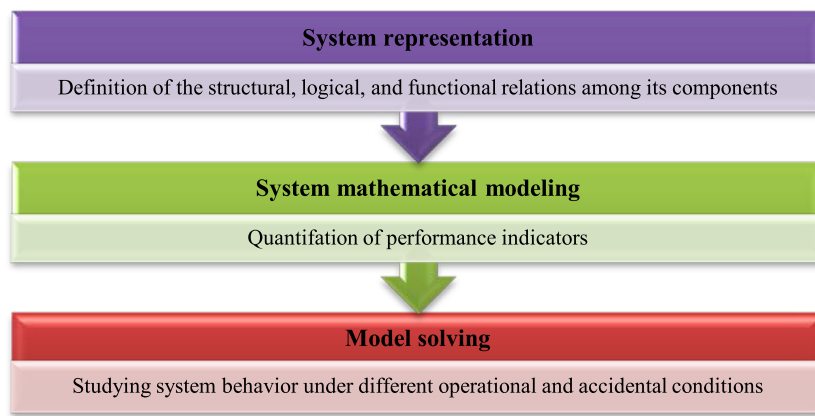 System representation
Definition of the structural, logical, and functional relations among its components
System mathematical modeling
Quantifation of performance indicators
Model solving
Studying system behavior under different operational and accidental conditions